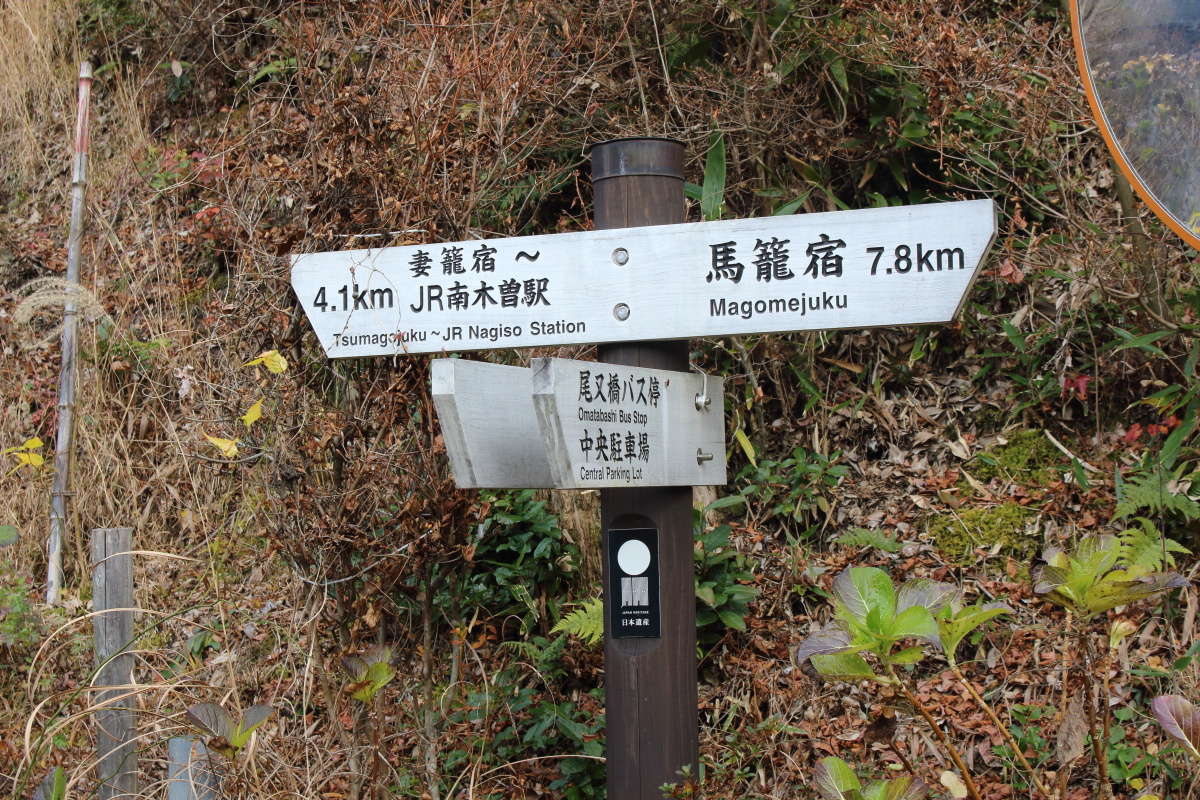 妻籠宿～
4.1km JR南木曽駅
Tsumagojuku～JR Nagiso Station
馬籠宿 7.8km
Magomejuku
尾又橋バス停
Omatabashi Bus Stop
中央駐車場
Central Parking Lot
JAPAN HERITAGE
日本遺産